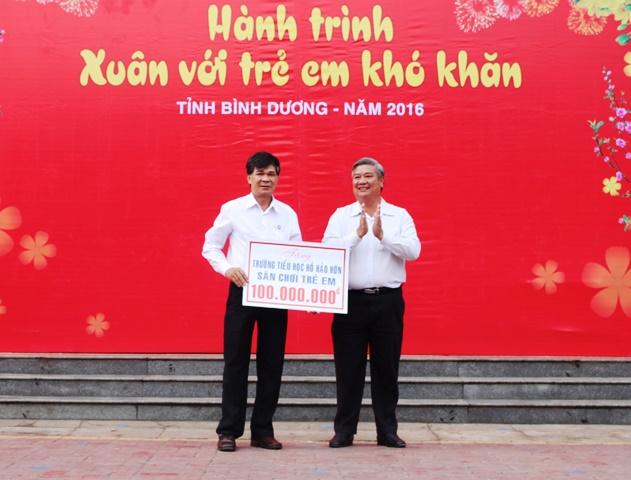 Hành trình
Xuân với trẻ em khó khăn
TỈNH BÌNH DƯƠNG - NĂM 2016
Tặng
TRƯỜNG TIỂU HỌC HỒ HẢO HỚN
SÂN CHƠI TRẺ EM
100.000.000đ